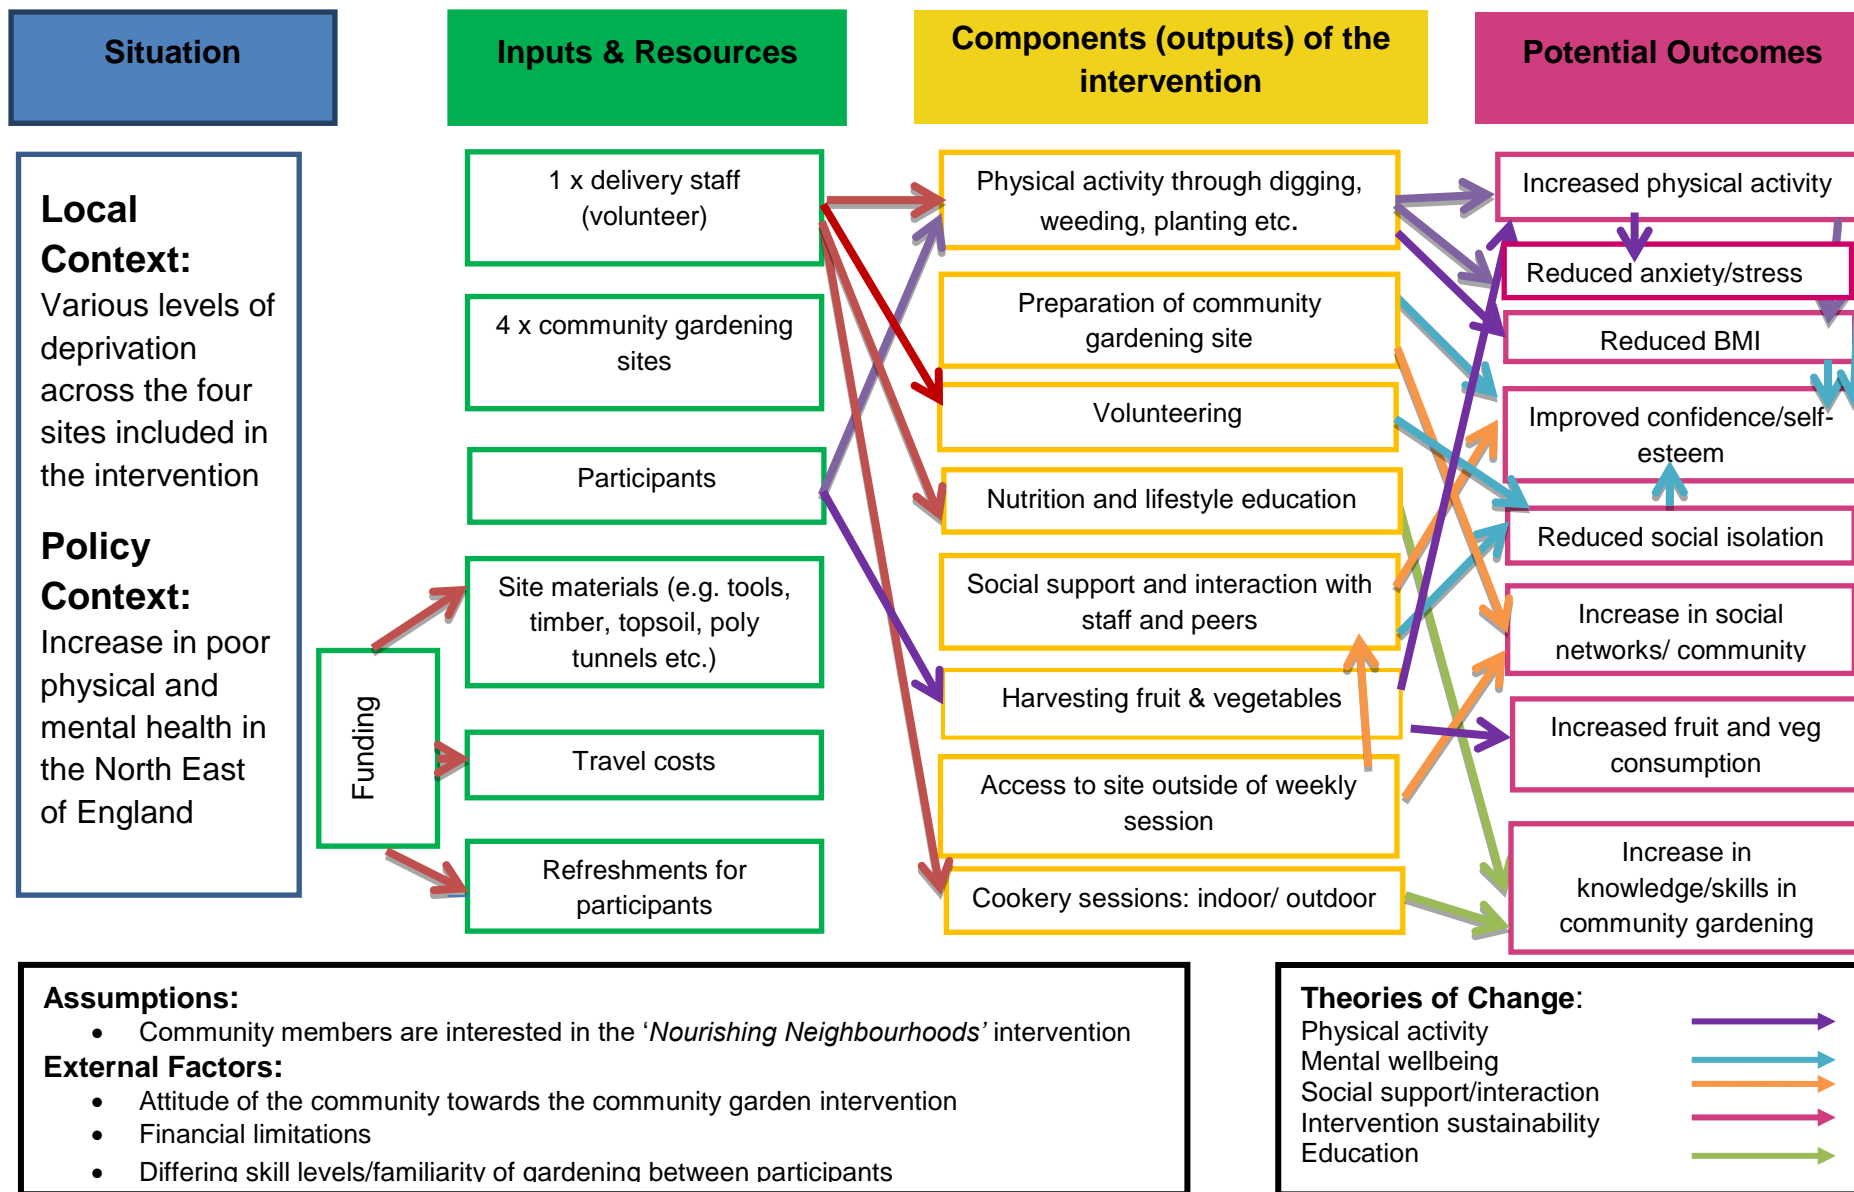 Situation
Inputs & Resources
Components (outputs) of the
intervention
Potential Outcomes
Local
Context:
Various levels of
deprivation
across the four
sites included in
the intervention
Policy
Context:
Increase in poor
physical and
mental health in
the North East
of England
1 x delivery staff
(volunteer)
4 x community gardening
sites
Participants
Site materials (e.g. tools,
timber, topsoil, poly
tunnels etc.)
Funding
Travel costs
Refreshments for
participants
Physical activity through digging,
weeding, planting etc.
Preparation of community
gardening site
Volunteering
Nutrition and lifestyle education
Social support and interaction with
staff and peers
Harvesting fruit & vegetables
Access to site outside of weekly
session
Cookery sessions: indoor/ outdoor
Increased physical activity
Reduced anxiety/stress
Reduced BMI
Improved confidence/self-
esteem
Reduced social isolation
Increase in social
networks/ community
Increased fruit and veg
consumption
Increase in
knowledge/skills in
community gardening
Assumptions:
• Community members are interested in the ‘Nourishing Neighbourhoods’ intervention
External Factors:
• Attitude of the community towards the community garden intervention
• Financial limitations
• Differing skill levels/familiarity of gardening between participants
Theories of Change:
Physical activity
Mental wellbeing
Social support/interaction
Intervention sustainability
Education